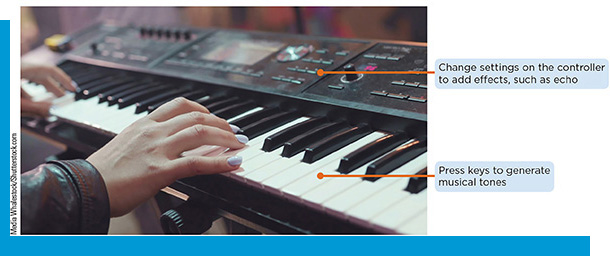 Change settings on the controller
to add effects, such as echo
Press keys to generate
musical tones
Media Whalestock/Shutterstock.com